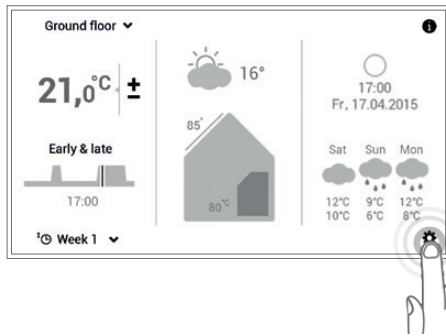 Ground floor
i
21,0°C ±
Early & late
17:00
1 Week 1
16°
85°
80°C
17:00
Fr, 17.04.2015
Sat Sun Mon
12°C 9°C 12°C
10°C 6°C 8°C